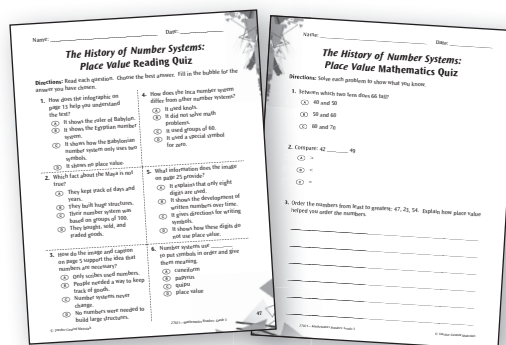 Name: Date:
The History of Number Systems:
Place Value Reading Quiz
Directions: Read each question. Choose the best answer. Fill in the bubble for the
answer you have chosen.
1. How does the infographic on
page 13 help you understand
the text?
A It shows the ruler of Babylon.
B It shows the Egyptian number
system.
C It shows how the Babylonian
number system only uses two
symbols.
D It shows no place value.
2. Which fact about the Maya is not
true?
A They kept track of days and
years.
B They built huge structures.
C Their number system was
based on groups of 100.
D They bought, sold, and
traded goods.
3. How do the image and caption
on page 5 support the idea that
numbers are necessary?
A Only scribes used numbers.
B People needed a way to keep
track of goods.
C Number systems never
change.
D No numbers were needed to
build large structures.
4. How does the Inca number system
differ from other number systems?
A It used knots.
B It did not solve math
problems.
C It used groups of 60.
D It used a special symbol
for zero.
5. What information does the image
on page 25 provide?
A It explains that only eight
digits are used.
B It shows the development of
written numbers over time.
C It gives directions for writing
symbols.
D It shows how these digits do
not use place value.
6. Number systems use
to put symbols in order and give
them meaning.
A cuneiform
B papyrus
C quipu
D place value
47
Name: Date:
The History of Number Systems:
Place Value Mathematics Quiz
Directions: Solve each problem to show what you know.
1. Between which two tens does 66 fall?
A 40 and 50
B 50 and 60
C 60 and 70
2. Compare: 42 49
A >
B <
C =
3. Order the numbers from least to greatest: 47, 23, 54. Explain how place value
helped you order the numbers.